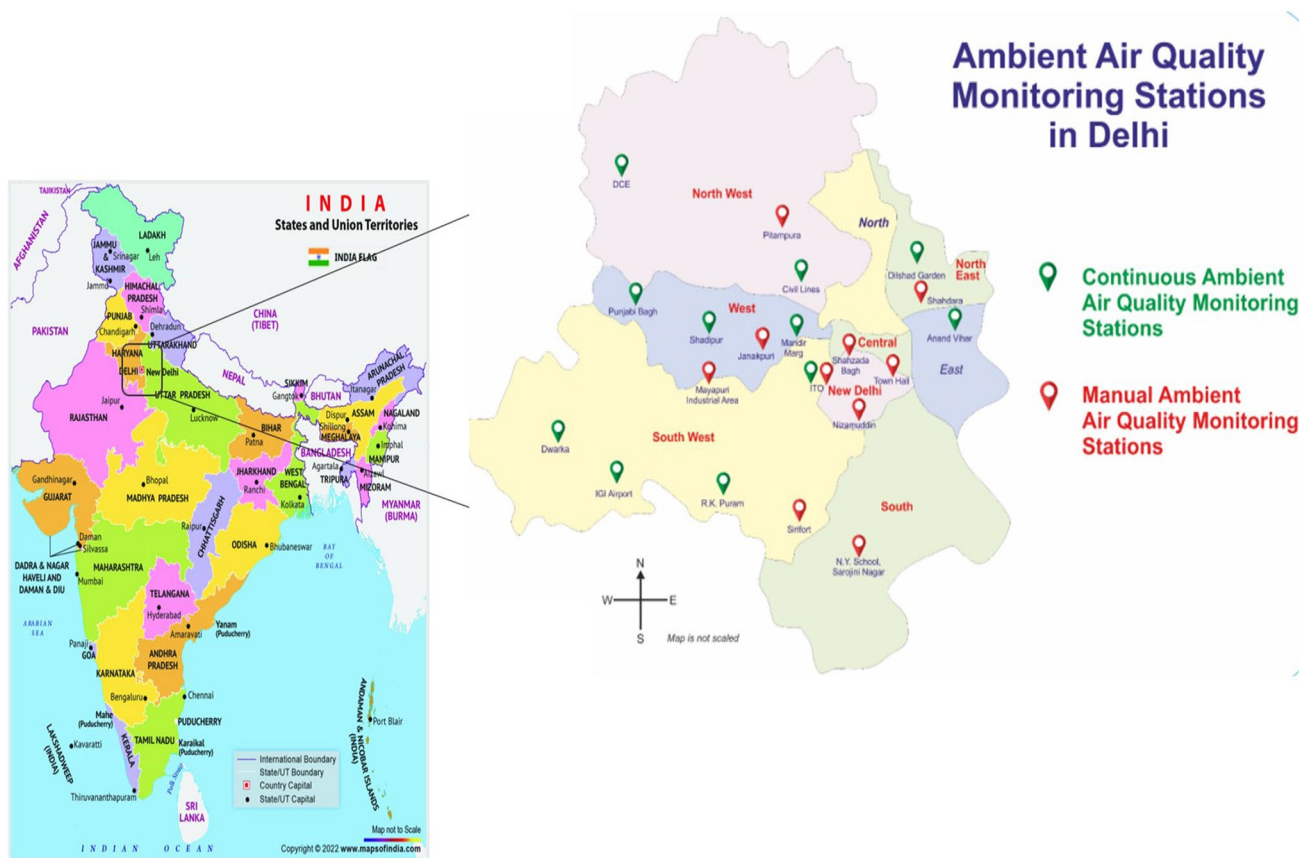 Ambient Air Quality
Monitoring Stations
in Delhi
DCE
North West
Pitampura
North
Dilshad Garden
North
East
Shahdara
Civil Lines
Punjabi Bagh
West
Shadipur
Janakpuri
Mandir
Marg
Central
Shahzada
Bagh
Anand Vihar
Town Hall
East
ITO
New Delhi
Mayapuri
Industrial Area
Nizamuddin
South West
Dwarka
IGI Airport
R.K. Puram
Sirifort
South
N.Y. School,
Sarojini Nagar
N
W
E
S
Map is not scaled
Continuous Ambient
Air Quality Monitoring
Stations
Manual Ambient
Air Quality Monitoring
Stations
INDIA
States and Union Territories
INDIA FLAG
TAJIKISTAN
AFGHANISTAN
PAKISTAN
CHINA
(TIBET)
NEPAL
BHUTAN
BANGLADESH
MYANMAR
(BURMA)
SRI
LANKA
LADAKH
Leh
JAMMU
&
KASHMIR
Srinagar
Jammu
HIMACHAL
PRADESH
Shimla
PUNJAB
Chandigarh
Dehradun
UTTARAKHAND
HARYANA
DELHI
New Delhi
UTTAR PRADESH
Lucknow
RAJASTHAN
Jaipur
BIHAR
Patna
SIKKIM
Gangtok
ARUNACHAL
PRADESH
Itanagar
ASSAM
Dispur
NAGALAND
Kohima
Shillong
MEGHALAYA
Imphal
MANIPUR
Agartala
TRIPURA
Aizawl
MIZORAM
JHARKHAND
Ranchi
WEST
BENGAL
Kolkata
Gandhinagar
GUJARAT
Bhopal
MADHYA PRADESH
Raipur
CHHATTISGARH
ODISHA
Bhubaneswar
Daman
Silvassa
DADRA & NAGAR
HAVELI AND
DAMAN & DIU
Mumbai
MAHARASHTRA
TELANGANA
Hyderabad
Amaravati
Yanam
(Puducherry)
ANDHRA
PRADESH
Panaji
GOA
KARNATAKA
Bengaluru
Chennai
Mahe
(Puducherry)
PUDUCHERRY
TAMIL NADU
Karaikal
(Puducherry)
KERALA
Thiruvananthapuram
LAKSHADWEEP
(INDIA)
Kavaratti
ANDAMAN & NICOBAR ISLANDS
(INDIA)
Port Blair
ARABIAN
SEA
BAY
OF
BENGAL
Palk Strait
INDIAN OCEAN
International Boundary
State/UT Boundary
Country Capital
State/UT Capital
Map not to Scale
Copyright © 2022 www.mapsofindia.com